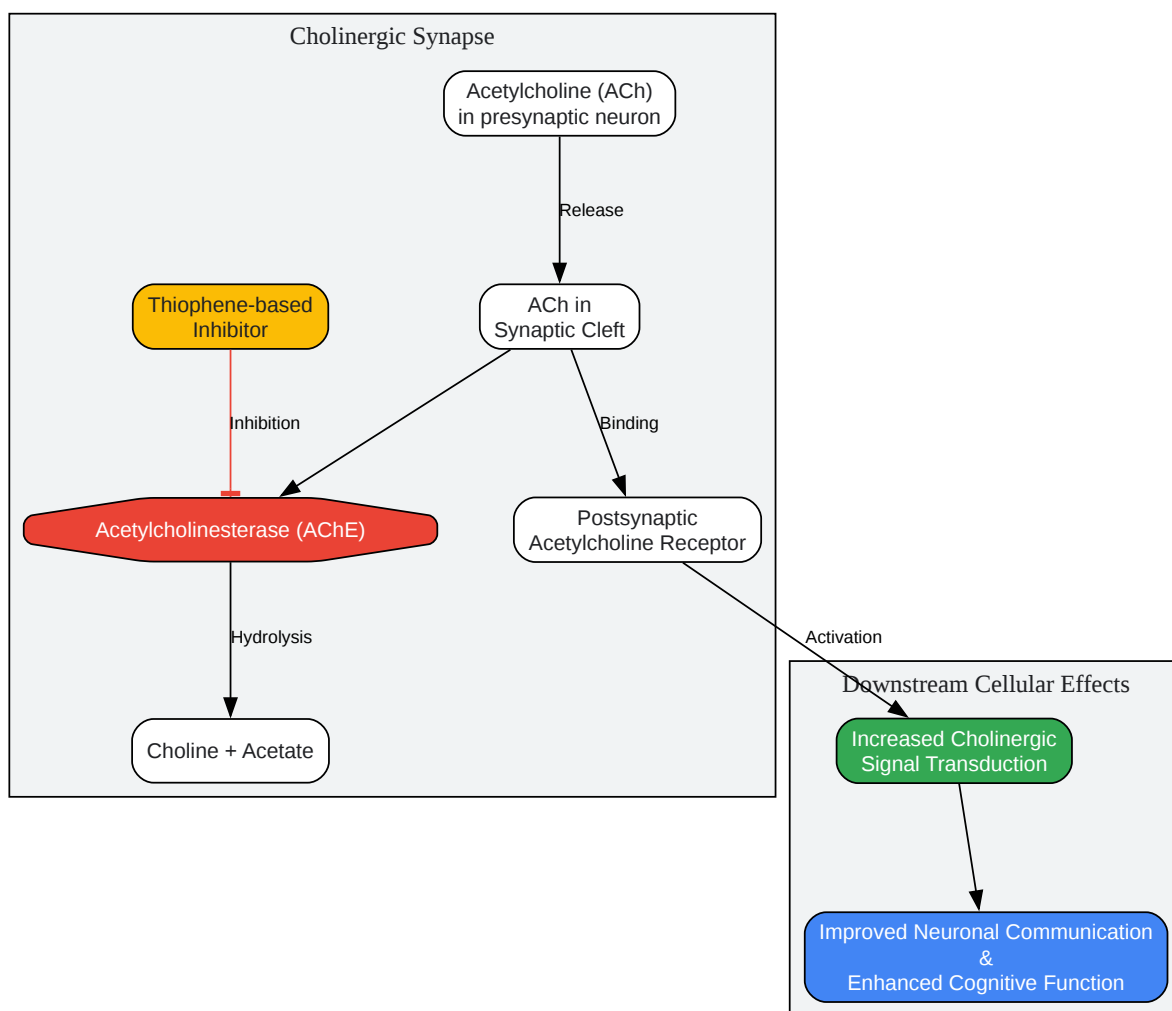 Cholinergic Synapse
Acetylcholine (ACh)
in presynaptic neuron
Release
Thiophene-based
Inhibitor
ACh in
Synaptic Cleft
Inhibition
Binding
Acetylcholinesterase (AChE)
Postsynaptic
Acetylcholine Receptor
Hydrolysis
Activation
Downstream Cellular Effects
Choline + Acetate
Increased Cholinergic
Signal Transduction
Improved Neuronal Communication
&
Enhanced Cognitive Function